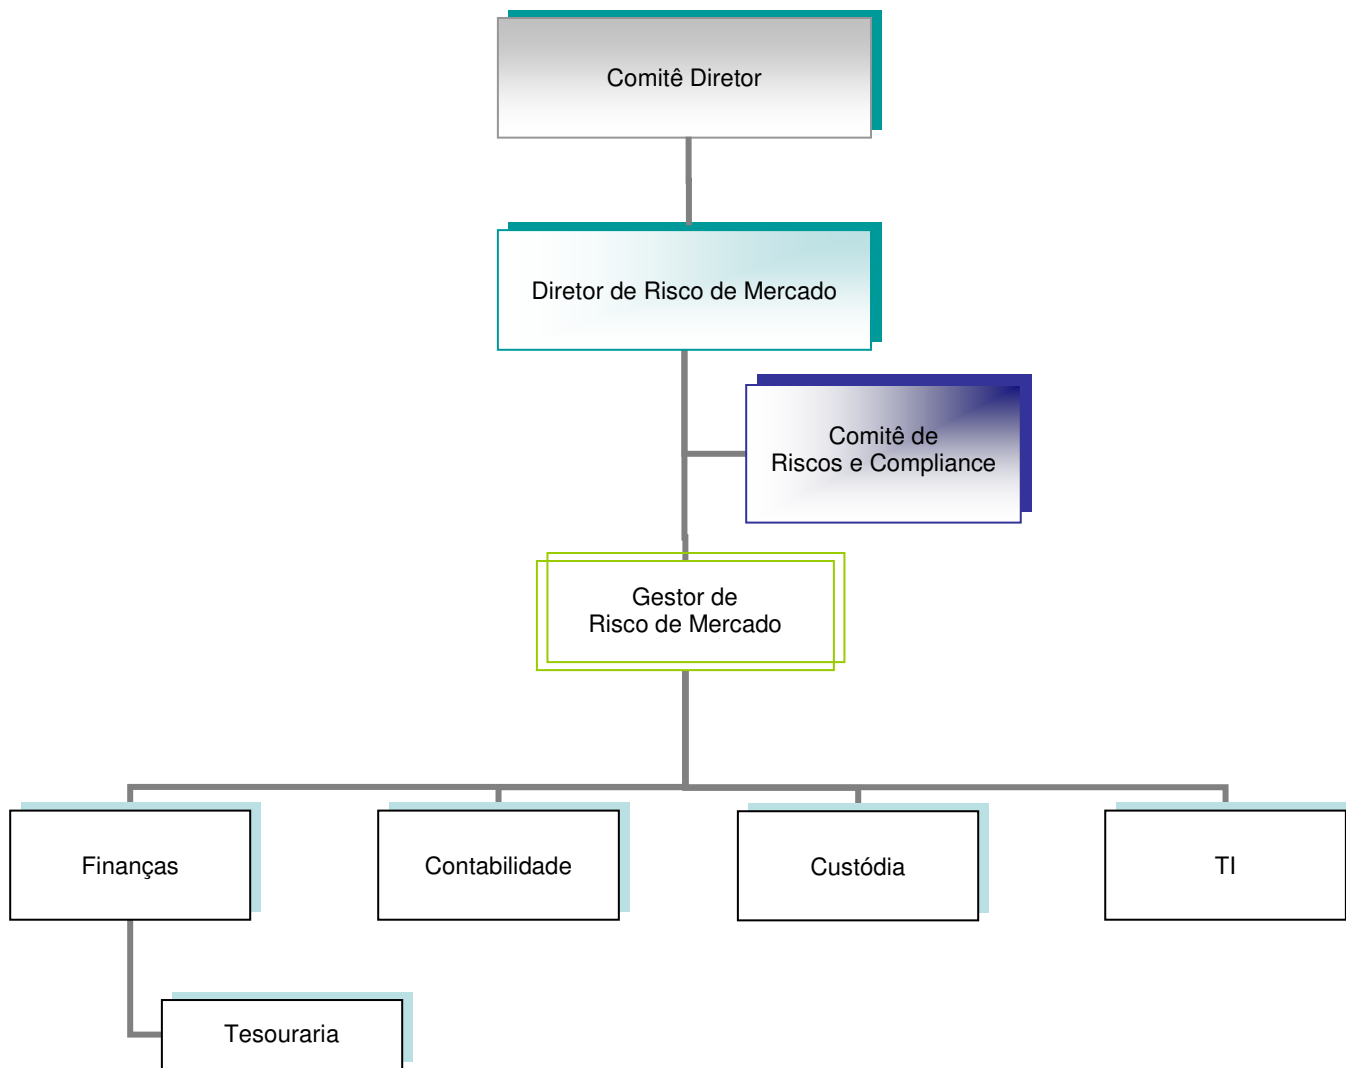 Comitê Diretor
Diretor de Risco de Mercado
Comitê de
Riscos e Compliance
Gestor de
Risco de Mercado
Finanças
Contabilidade
Custódia
TI
Tesouraria